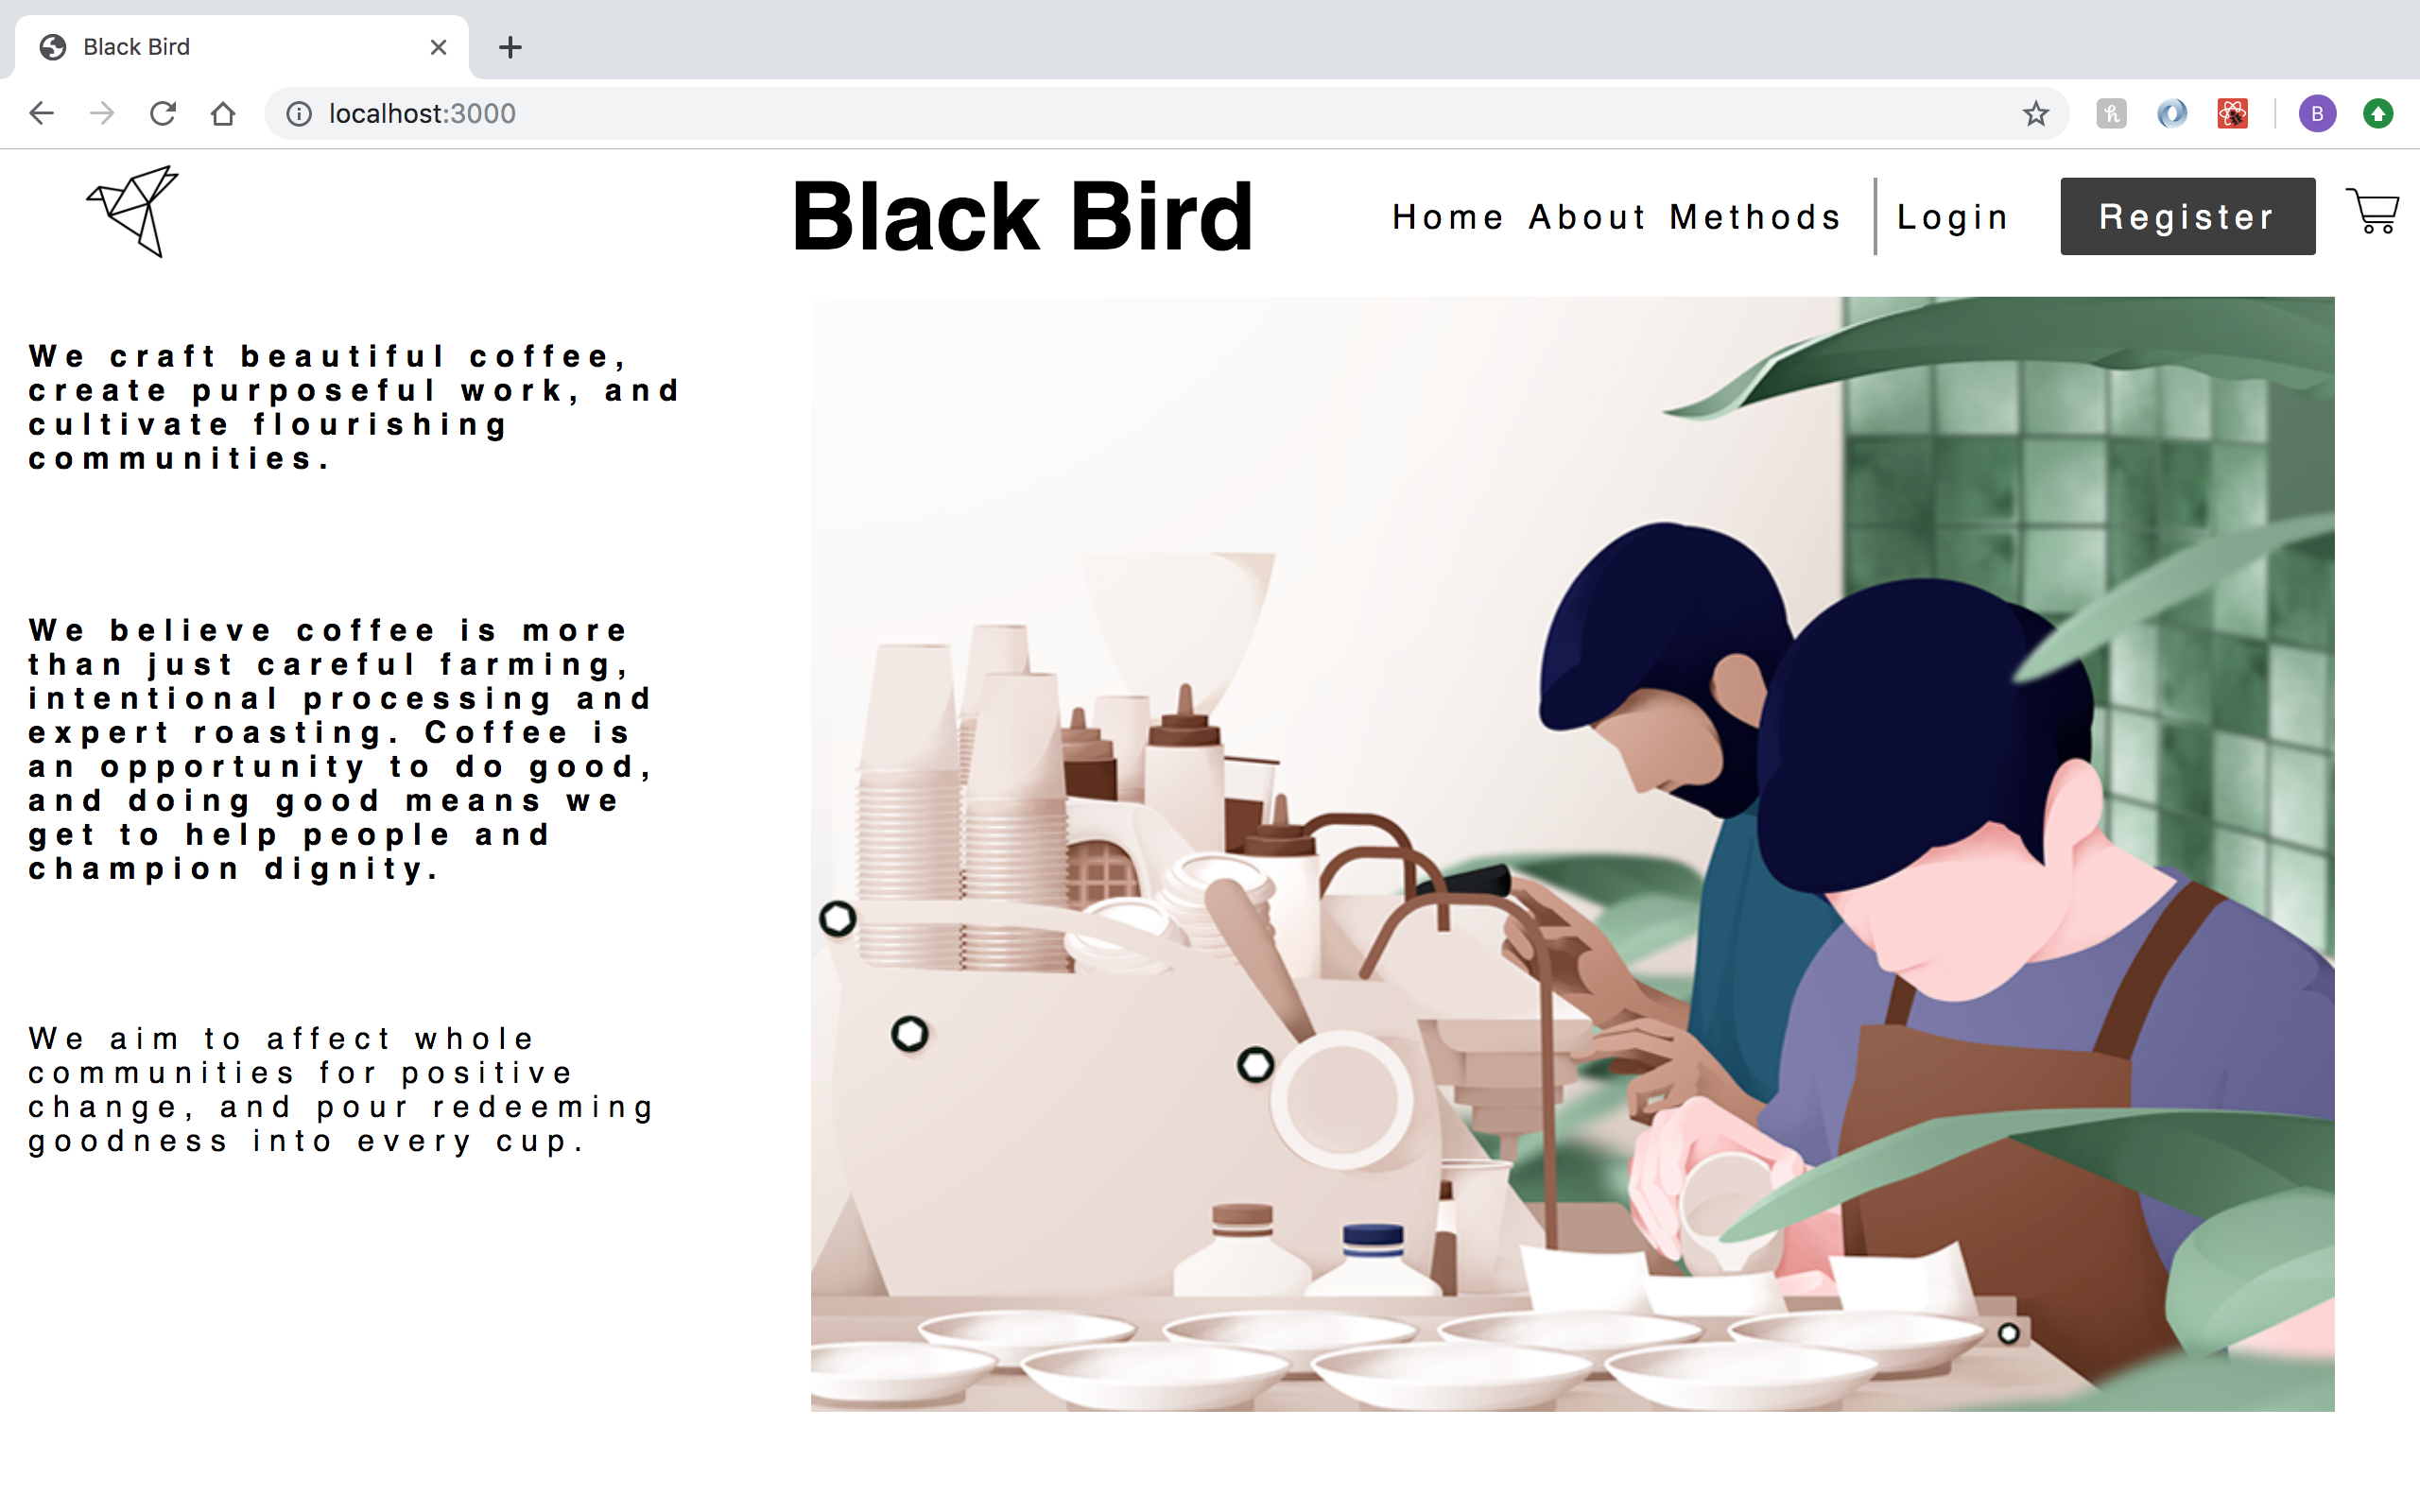 Black Bird
localhost:3000
B
Black Bird
Home About Methods Login Register
We craft beautiful coffee,
create purposeful work, and
cultivate flourishing
communities.
We believe coffee is more
than just careful farming,
intentional processing and
expert roasting. Coffee is
an opportunity to do good,
and doing good means we
get to help people and
champion dignity.
We aim to affect whole
communities for positive
change, and pour redeeming
goodness into every cup.